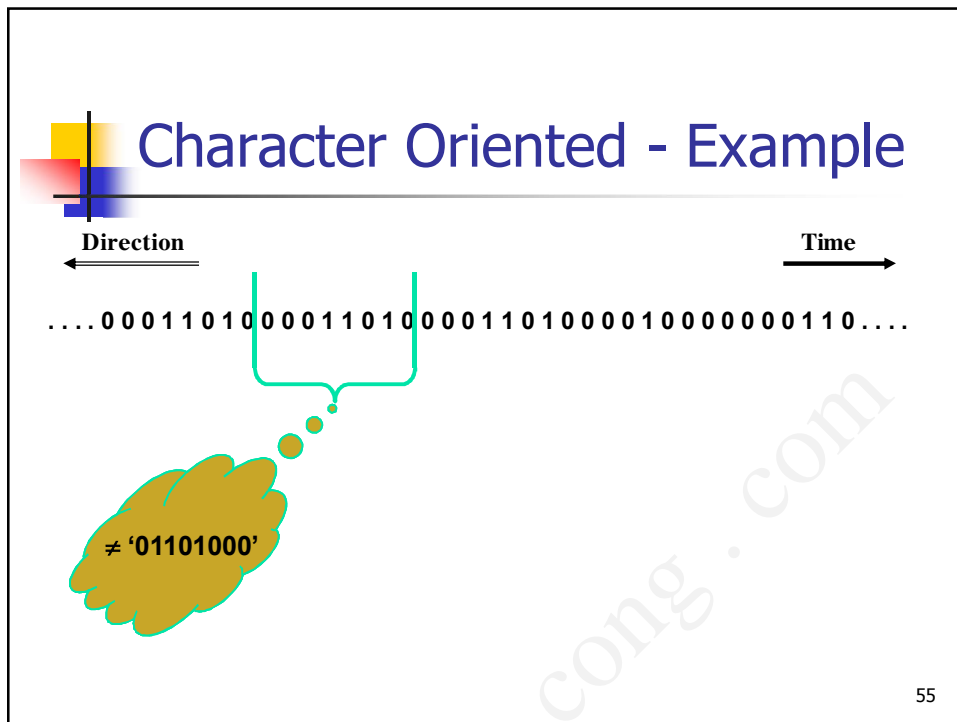 Character Oriented - Example
Direction Time
. . . . 0 0 0 1 1 0 1 0 0 0 0 1 1 0 1 0 0 0 0 1 1 0 1 0 0 0 0 1 0 0 0 0 0 0 0 1 1 0 . . . .
≠ ‘01101000’
cong . com
55